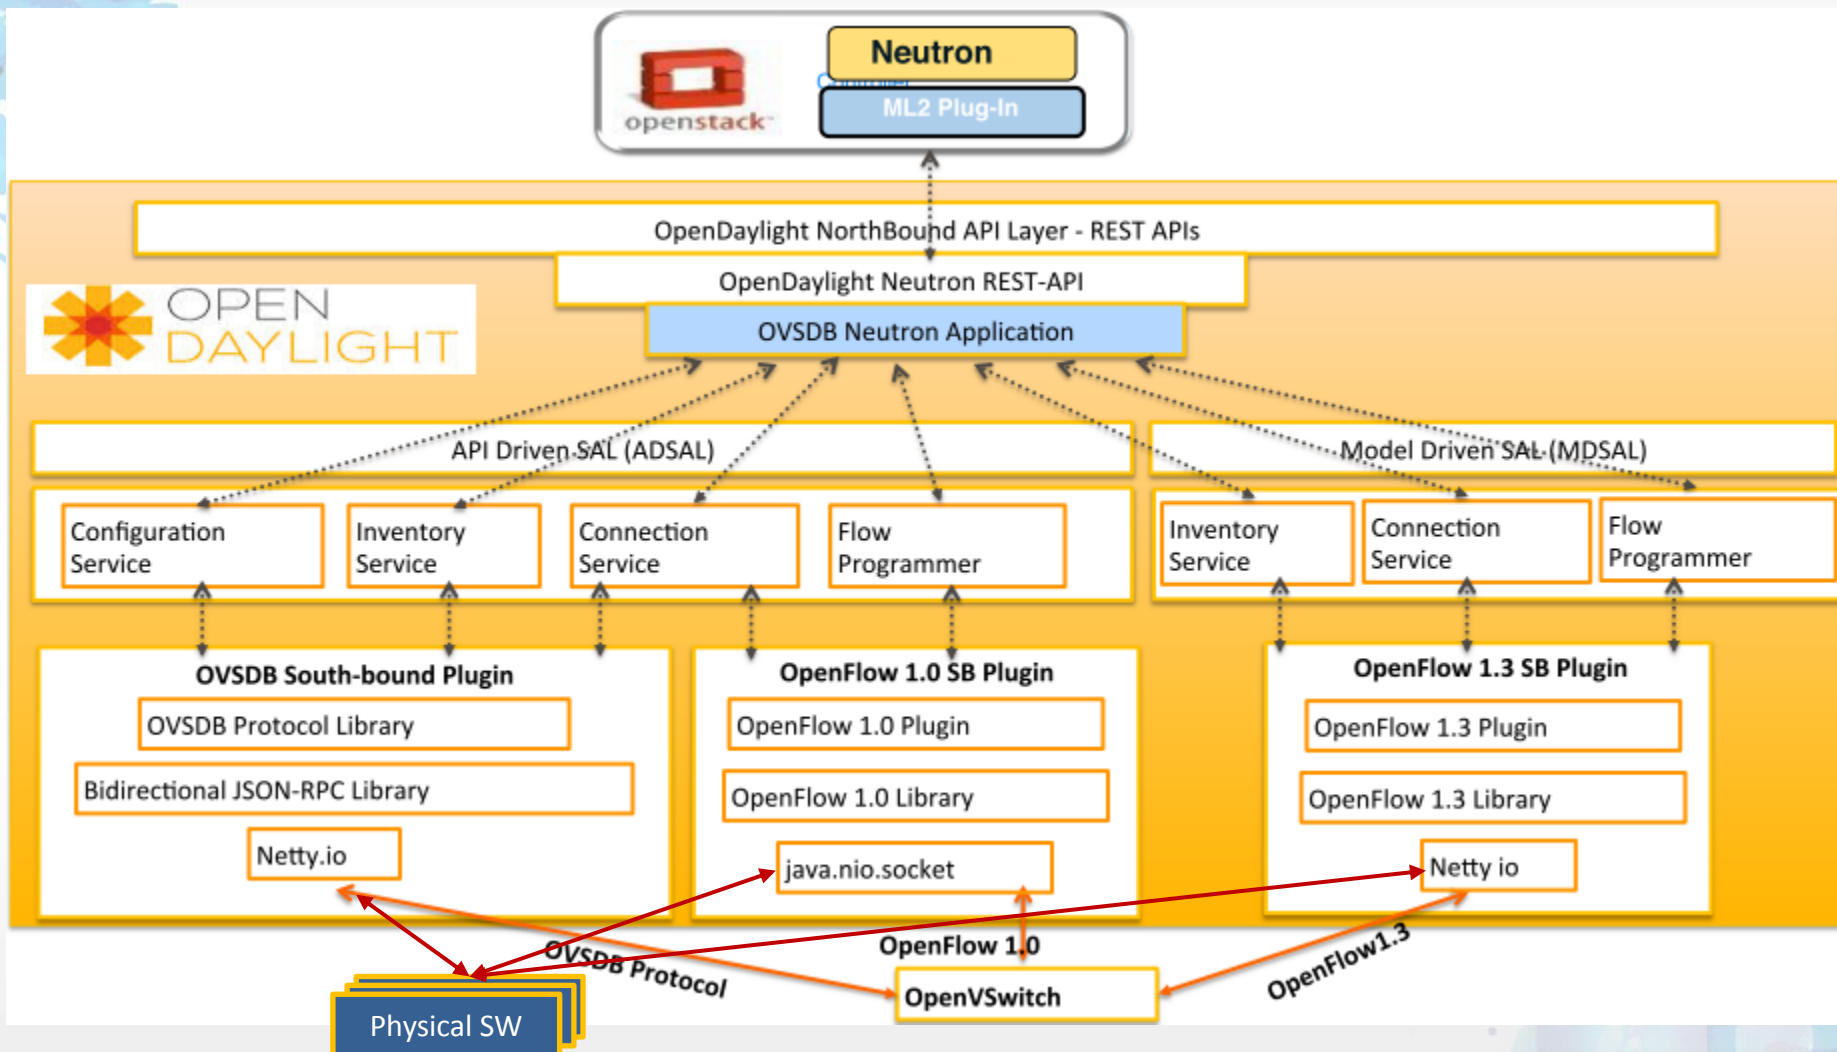 Neutron
Controller
ML2 Plug-In
openstack
OpenDaylight NorthBound API Layer - REST APIs
OpenDaylight Neutron REST-API
OPEN
DAYLIGHT
OVSDB Neutron Application
API Driven SAL (ADSAL)
Model Driven SAL (MDSAL)
Configuration
Service
Inventory
Service
Connection
Service
Flow
Programmer
Inventory
Service
Connection
Service
Flow
Programmer
OVSDB South-bound Plugin
OVSDB Protocol Library
Bidirectional JSON-RPC Library
Netty.io
OpenFlow 1.0 SB Plugin
OpenFlow 1.0 Plugin
OpenFlow 1.0 Library
java.nio.socket
OpenFlow 1.3 SB Plugin
OpenFlow 1.3 Plugin
OpenFlow 1.3 Library
Netty io
OVSDB Protocol
OpenFlow 1.0
OpenFlow1.3
OpenVSwitch
Physical SW